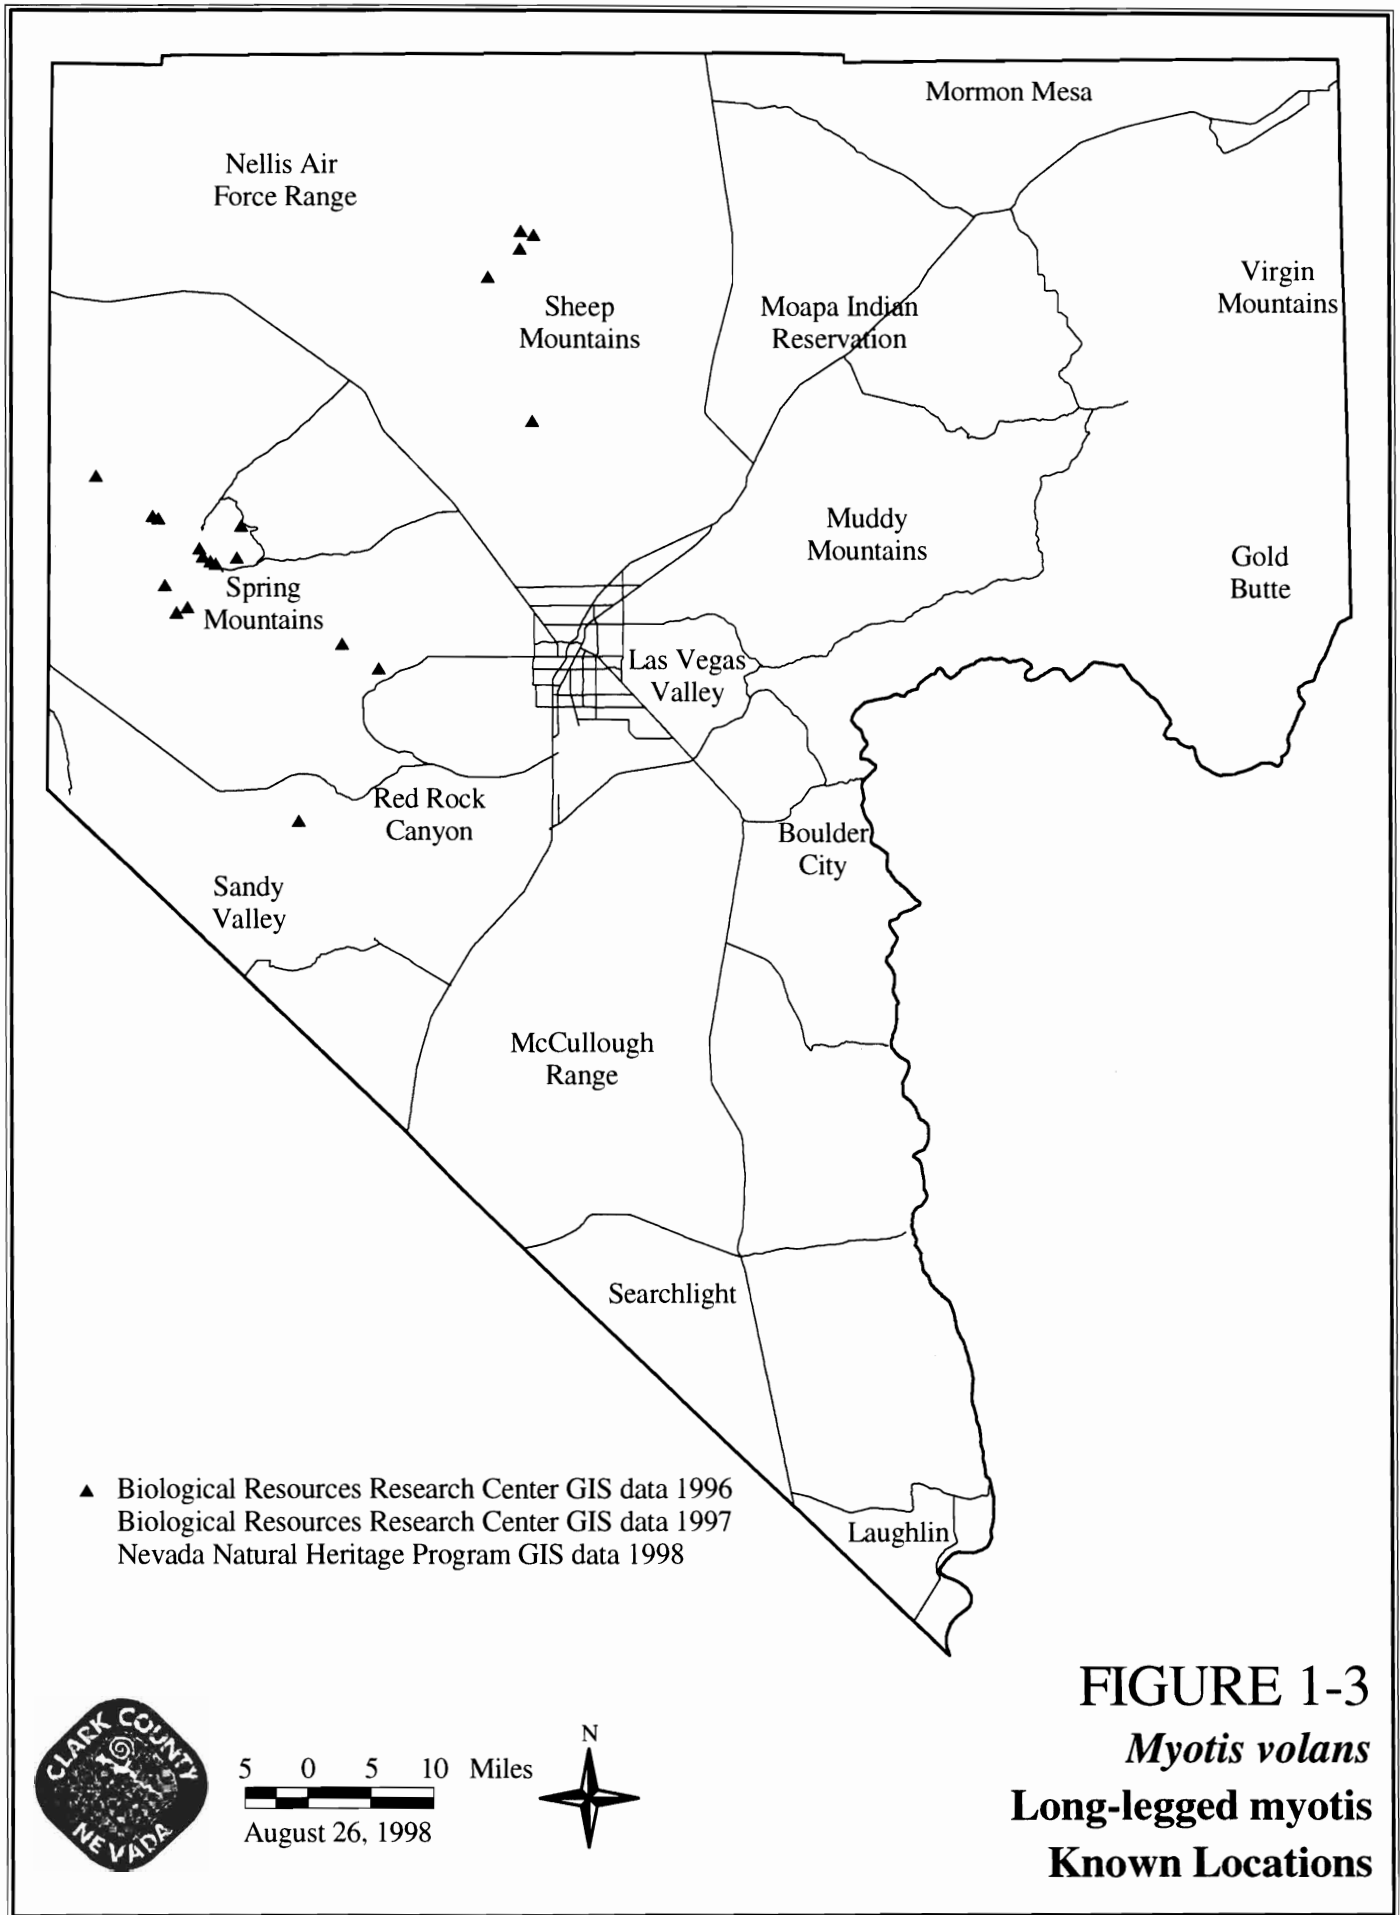 Mormon Mesa
Nellis Air
Force Range
Virgin
Mountains
Sheep
Mountains
Moapa Indian
Reservation
Muddy
Mountains
Gold
Butte
Spring
Mountains
Las Vegas
Valley
Red Rock
Canyon
Boulder
City
Sandy
Valley
McCullough
Range
Searchlight
Biological Resources Research Center GIS data 1996
Biological Resources Research Center GIS data 1997
Nevada Natural Heritage Program GIS data 1998
Laughlin
FIGURE 1-3
Myotis volans
Long-legged myotis
Known Locations
CLARK COUNTY
NEVADA
5 0 5 10 Miles
August 26, 1998
N